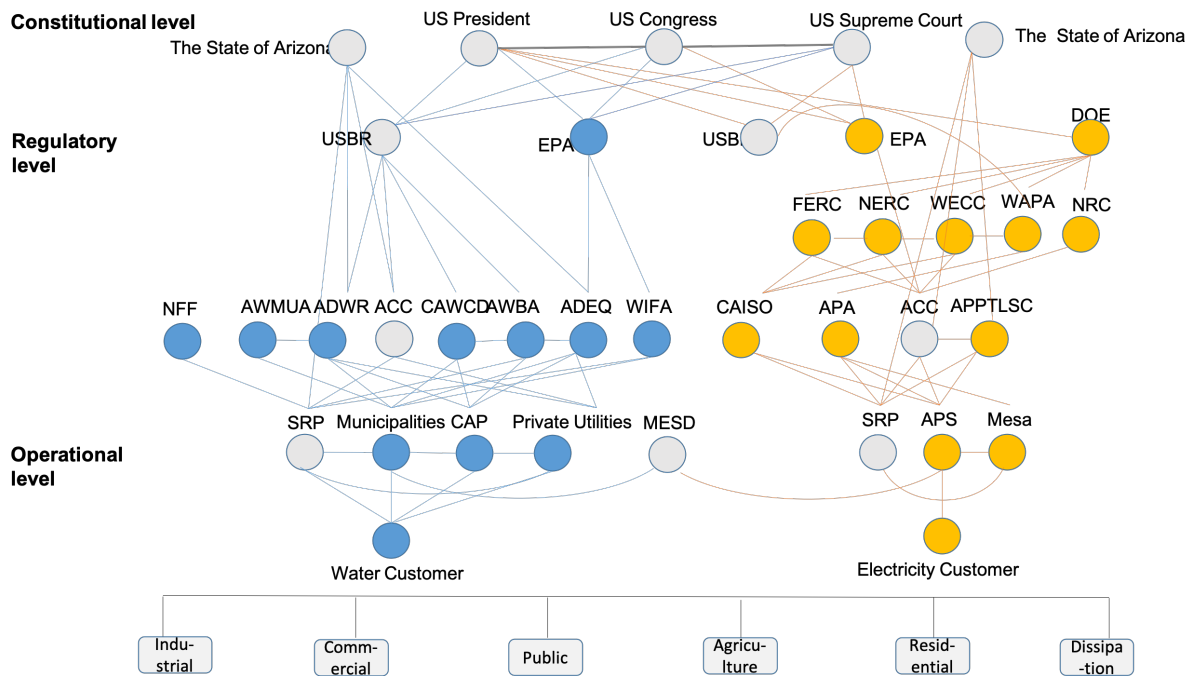 Constitutional level
US President
US Congress
US Supreme Court
The State of Arizona
The State of Arizona
Regulatory
level
USBR
EPA
USB
EPA
DOE
FERC
NERC
WECC
WAPA
NRC
NFF
AWMUA
ADWR
ACC
CAWCD
AWBA
ADEQ
WIFA
CAISO
APA
ACC
APPTLSC
Operational
level
SRP
Municipalities
CAP
Private Utilities
MESD
SRP
APS
Mesa
Water Customer
Electricity Customer
Indu-
strial
Comm-
ercial
Public
Agricu-
lture
Resid-
ential
Dissipa
-tion